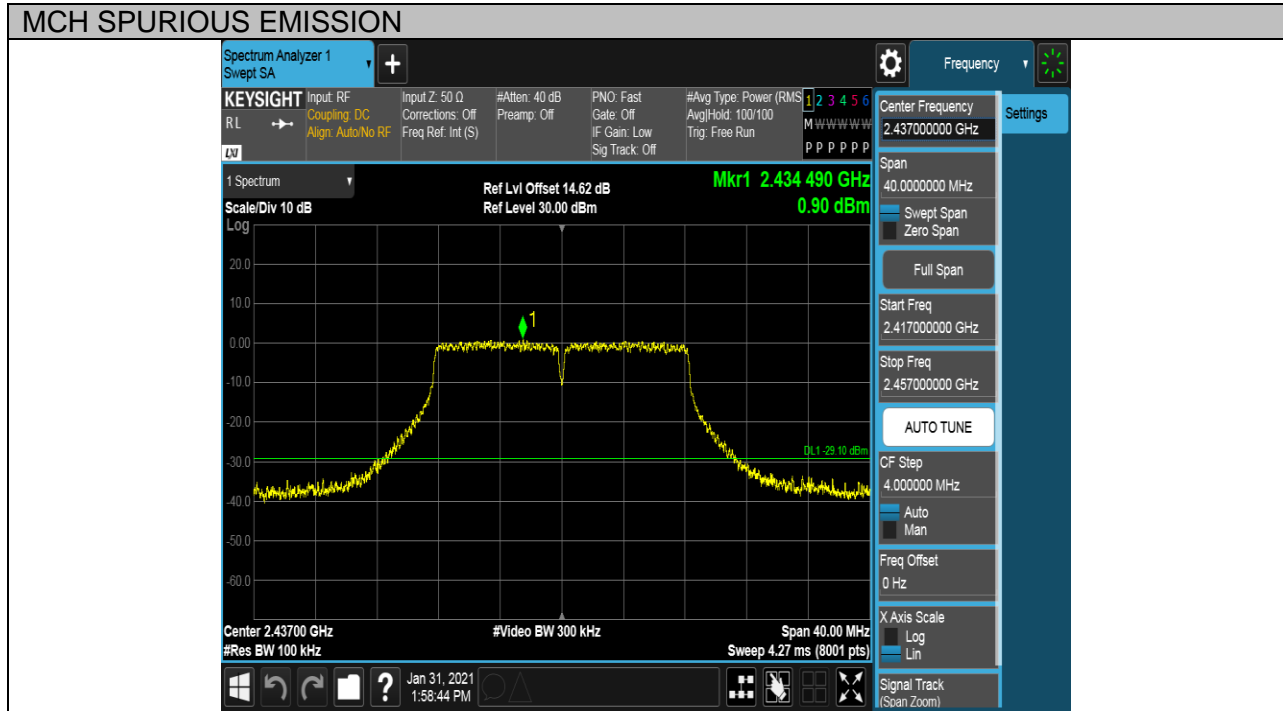 MCH SPURIOUS EMISSION
Spectrum Analyzer 1
Swept SA
+
Frequency
KEYSIGHT
RL
LXI
Input: RF
Coupling: DC
Align: Auto/No RF
Input Z: 50 Ω
Corrections: Off
Freq Ref: Int (S)
#Atten: 40 dB
Preamp: Off
PNO: Fast
Gate: Off
IF Gain: Low
Sig Track: Off
#Avg Type: Power (RMS
Avg|Hold: 100/100
Trig: Free Run
1 2 3 4 5 6
M W W W W W
P P P P P P
1 Spectrum
Scale/Div 10 dB
Log
Ref Lvl Offset 14.62 dB
Ref Level 30.00 dBm
Mkr1 2.434 490 GHz
0.90 dBm
20.0
10.0
0.00
-10.0
-20.0
-30.0
-40.0
-50.0
-60.0
1
DL1 -29.10 dBm
Center 2.43700 GHz
#Res BW 100 kHz
#Video BW 300 kHz
Span 40.00 MHz
Sweep 4.27 ms (8001 pts)
?
Jan 31, 2021
1:58:44 PM
Center Frequency
2.437000000 GHz
Settings
Span
40.0000000 MHz
Swept Span
Zero Span
Full Span
Start Freq
2.417000000 GHz
Stop Freq
2.457000000 GHz
AUTO TUNE
CF Step
4.000000 MHz
Auto
Man
Freq Offset
0 Hz
X Axis Scale
Log
Lin
Signal Track
(Span Zoom)